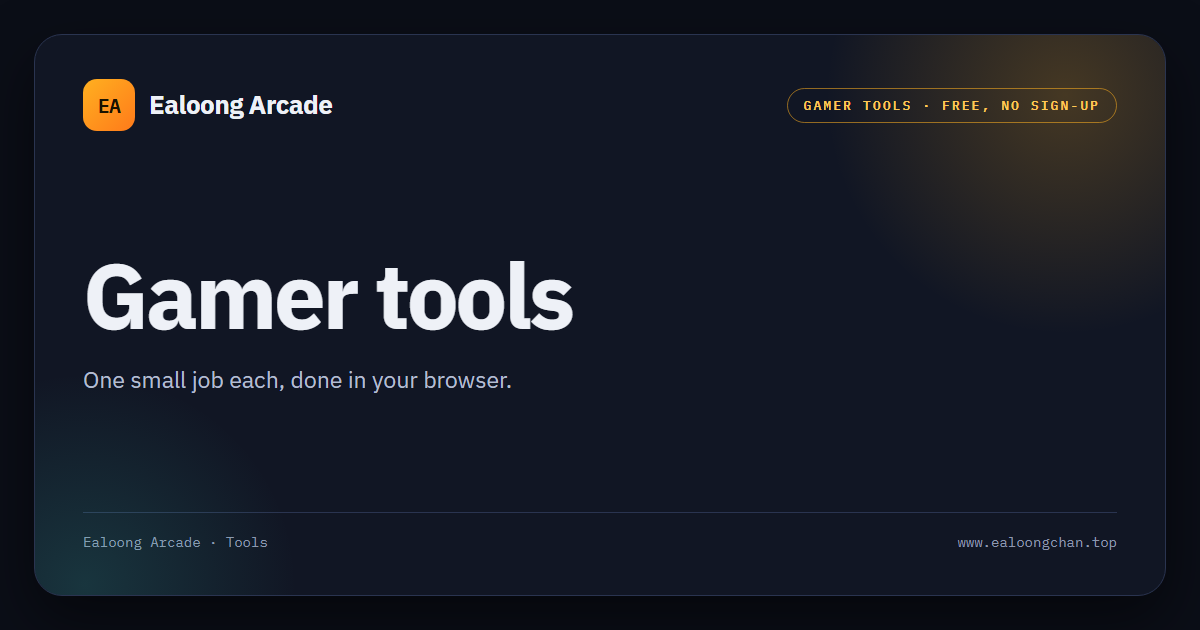 EA
Ealoong Arcade
GAMER TOOLS · FREE, NO SIGN-UP
Gamer tools
One small job each, done in your browser.
Ealoong Arcade · Tools
www.ealoongchan.top